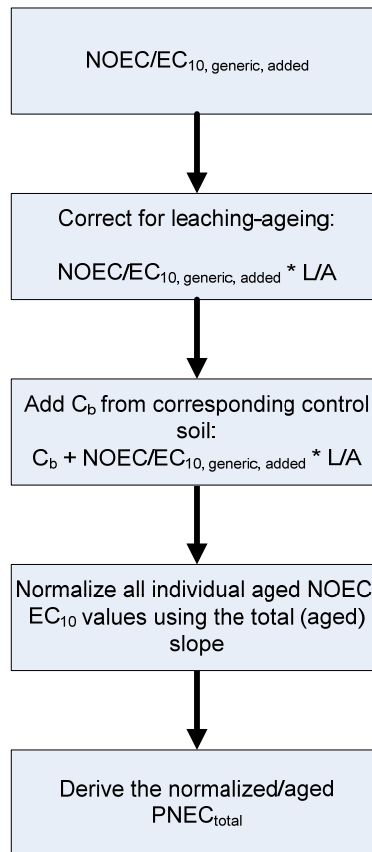 NOEC/EC10, generic, added
Correct for leaching-ageing:
NOEC/EC10, generic, added * L/A
Add Cb from corresponding control
soil:
Cb + NOEC/EC10, generic, added * L/A
Normalize all individual aged NOEC
EC10 values using the total (aged)
slope
Derive the normalized/aged
PNECtotal